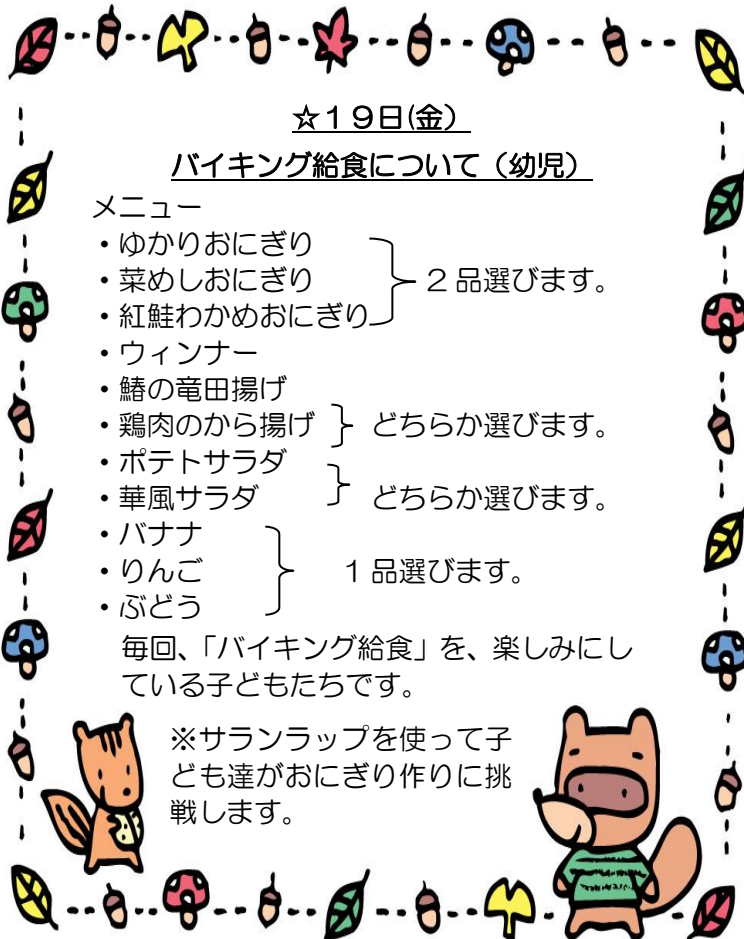 ☆19日(金)
バイキング給食について（幼児）
メニュー
・ゆかりおにぎり
・菜めしおにぎり 2品選びます。
・紅鮭わかめおにぎり
・ウィンナー
・鰆の竜田揚げ
・鶏肉のから揚げ どちらか選びます。
・ポテトサラダ
・華風サラダ どちらか選びます。
・バナナ
・りんご 1品選びます。
・ぶどう
毎回、「バイキング給食」を、楽しみにし
ている子どもたちです。
※サランラップを使って子
ども達がおにぎり作りに挑
戦します。